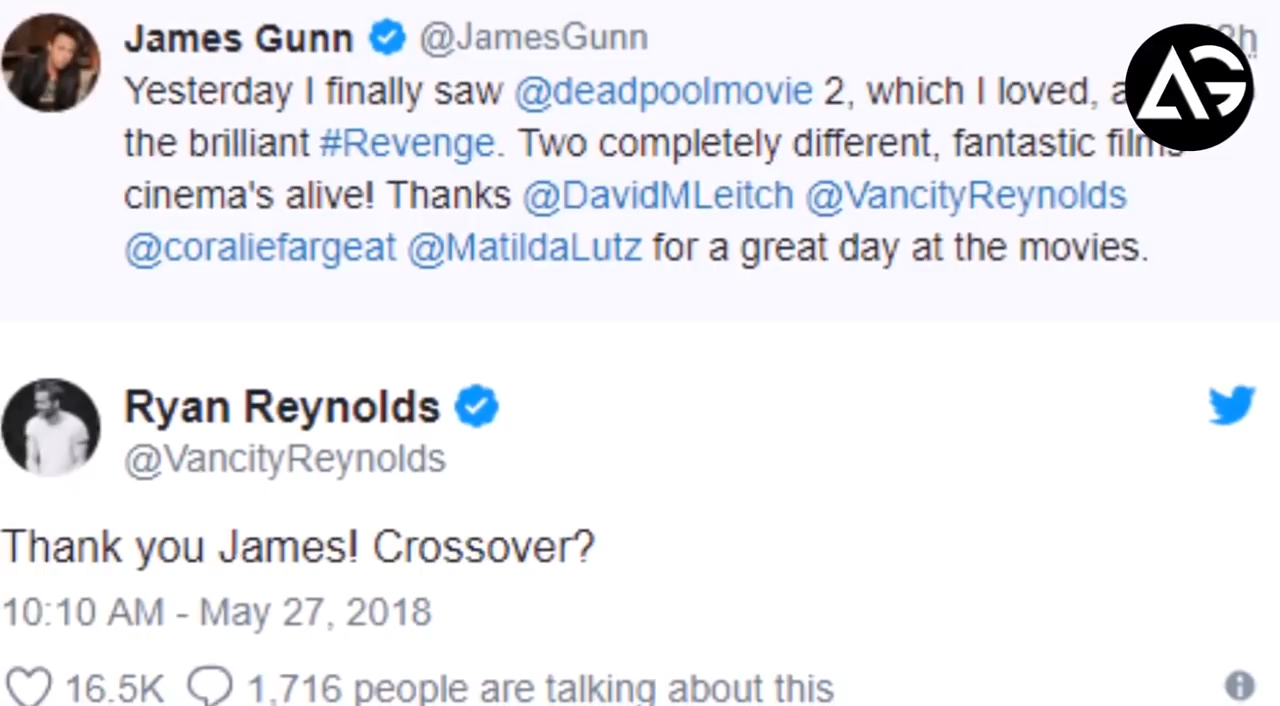 James Gunn @JamesGunn
Yesterday I finally saw @deadpoolmovie 2, which I loved,
the brilliant #Revenge. Two completely different, fantastic films
cinema's alive! Thanks @DavidMLeitch @VancityReynolds
@coraliefargeat @MatildaLutz for a great day at the movies.
AG
Ryan Reynolds
@VancityReynolds
Thank you James! Crossover?
10:10 AM - May 27, 2018
16.5K 1,716 people are talking about this